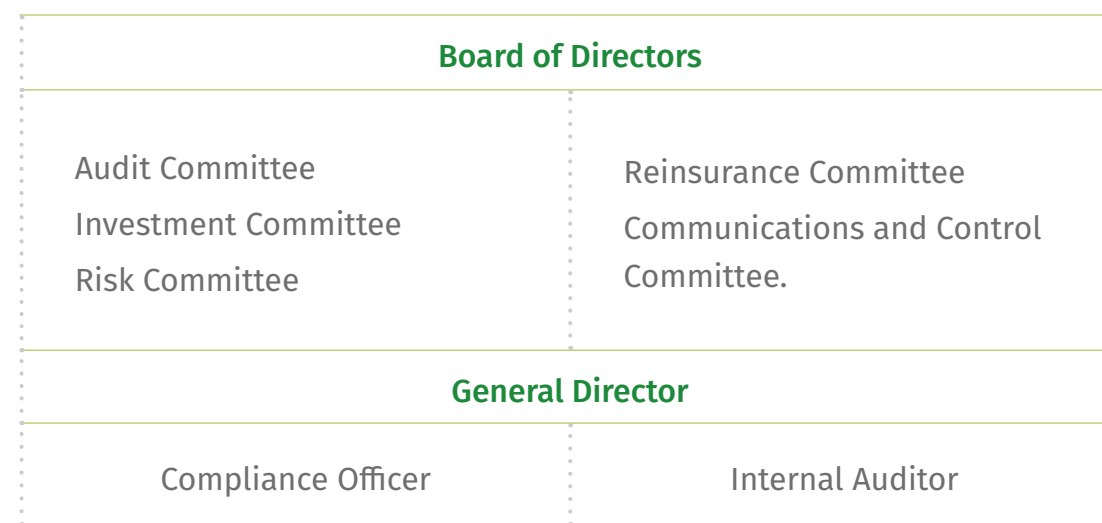 Board of Directors
Audit Committee
Investment Committee
Risk Committee
Reinsurance Committee
Communications and Control
Committee.
General Director
Compliance Officer
Internal Auditor